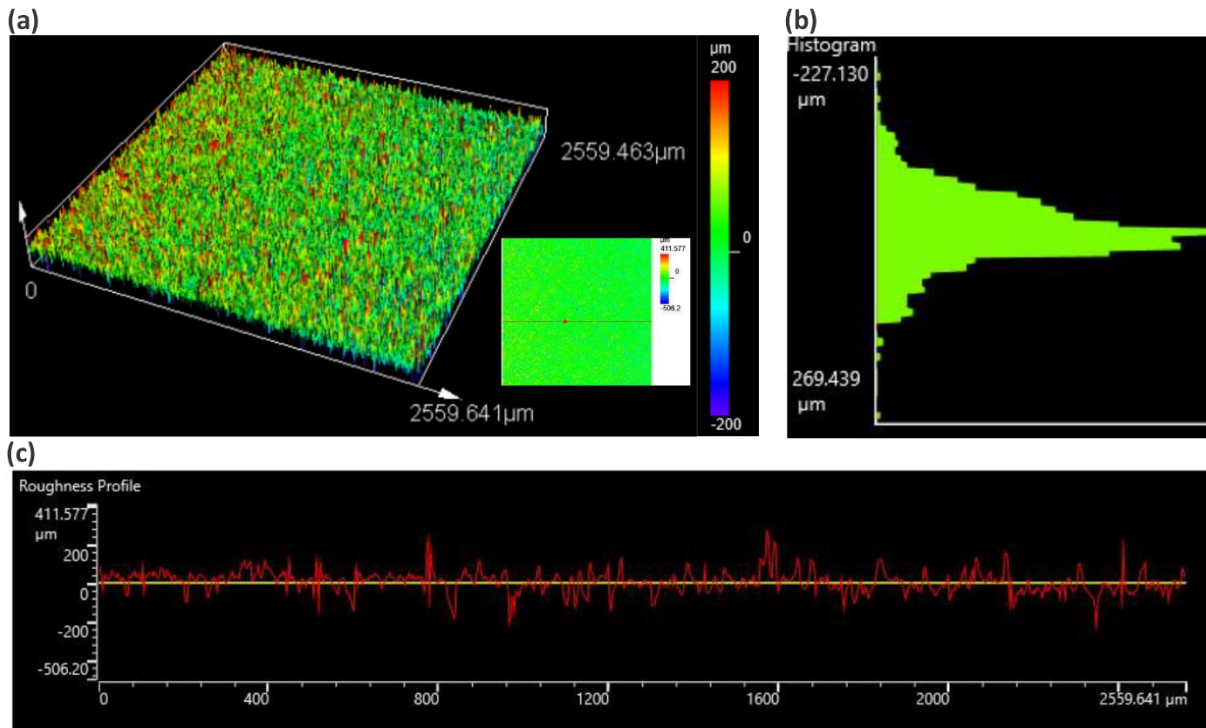 (a)
µm
200
0
-200
2559.463µm
0
2559.641µm
µm
411.577
0
-506.2
(b)
Histogram
-227.130
µm
269.439
µm
(c)
Roughness Profile
411.577
µm
200
0
-200
-506.20
0 400 800 1200 1600 2000 2559.641 µm